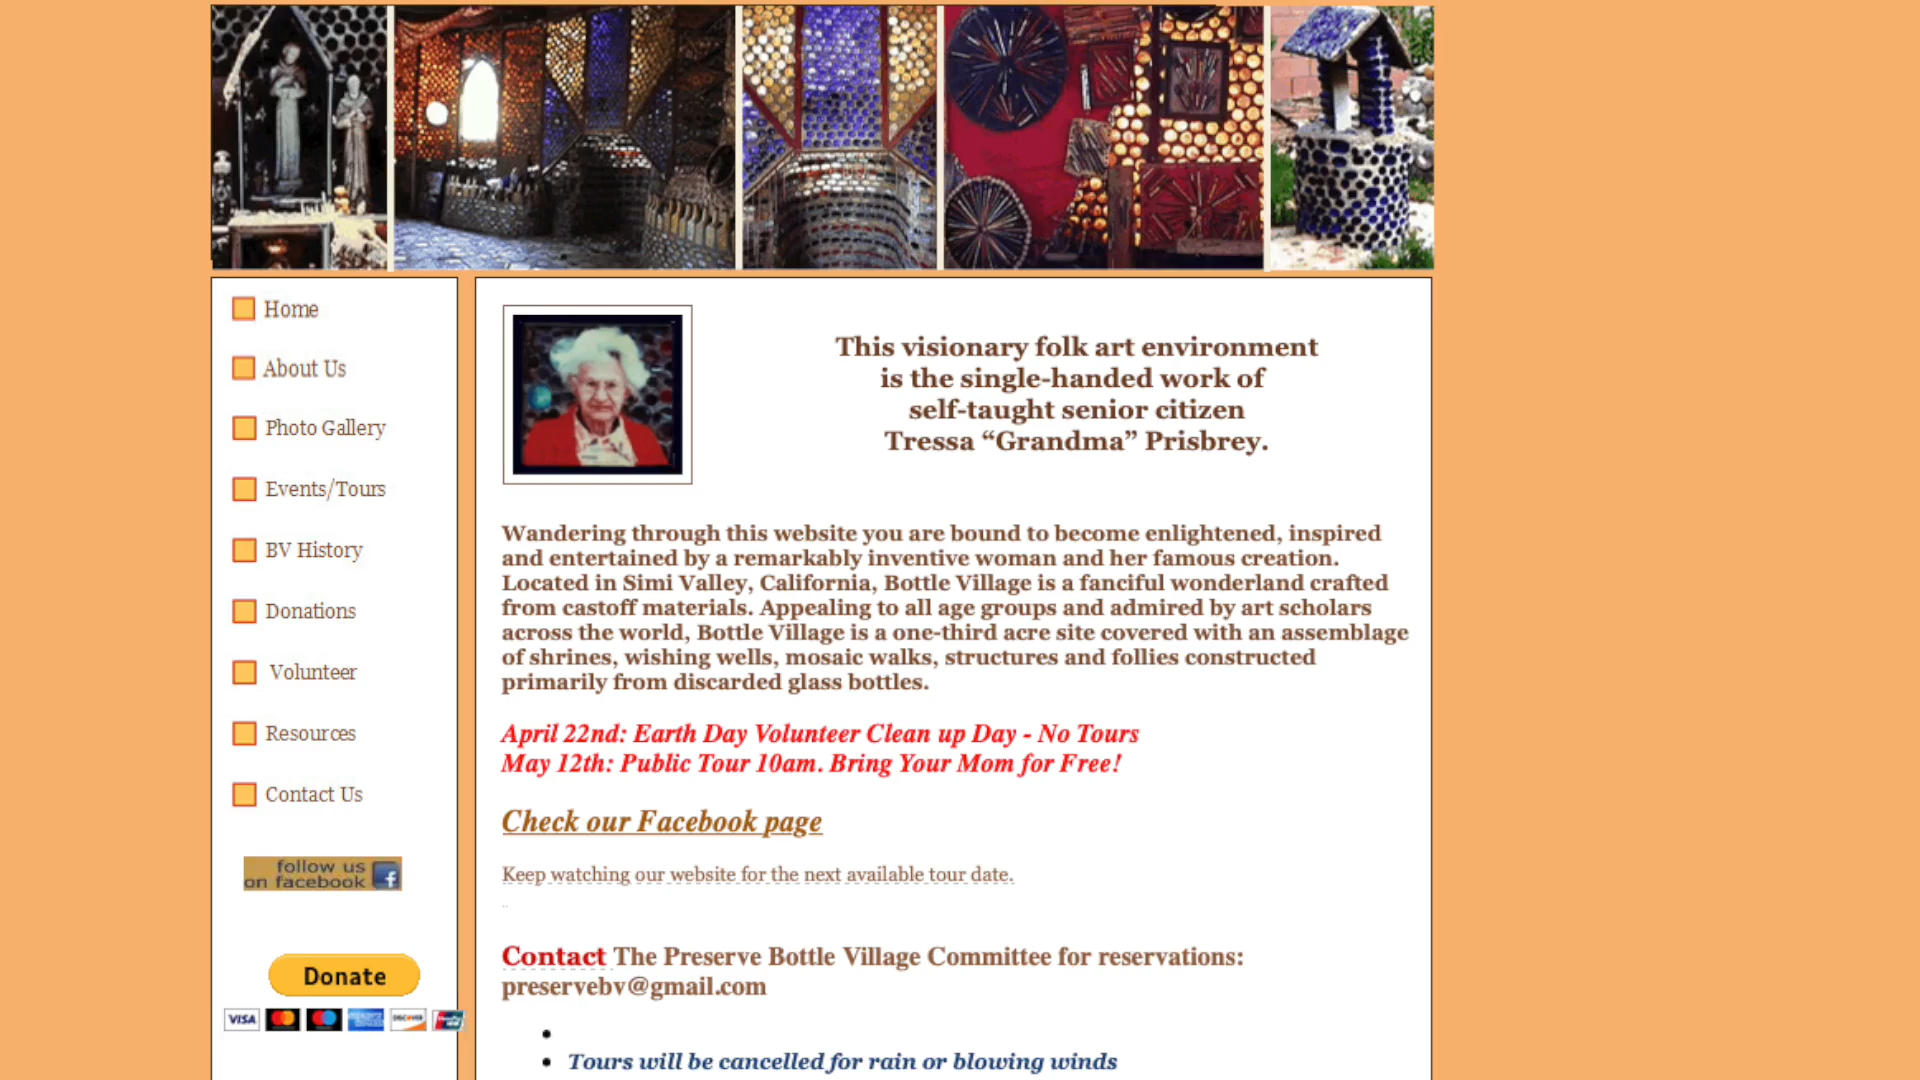 Home
About Us
Photo Gallery
Events/Tours
BV History
Donations
Volunteer
Resources
Contact Us
follow us
on facebook
Donate
VISA
DISCOVER
This visionary folk art environment
is the single-handed work of
self-taught senior citizen
Tressa “Grandma” Prisbrey.
Wandering through this website you are bound to become enlightened, inspired
and entertained by a remarkably inventive woman and her famous creation.
Located in Simi Valley, California, Bottle Village is a fanciful wonderland crafted
from castoff materials. Appealing to all age groups and admired by art scholars
across the world, Bottle Village is a one-third acre site covered with an assemblage
of shrines, wishing wells, mosaic walks, structures and follies constructed
primarily from discarded glass bottles.
April 22nd: Earth Day Volunteer Clean up Day - No Tours
May 12th: Public Tour 10am. Bring Your Mom for Free!
Check our Facebook page
Keep watching our website for the next available tour date.
..
Contact The Preserve Bottle Village Committee for reservations:
preservebv@gmail.com
Tours will be cancelled for rain or blowing winds